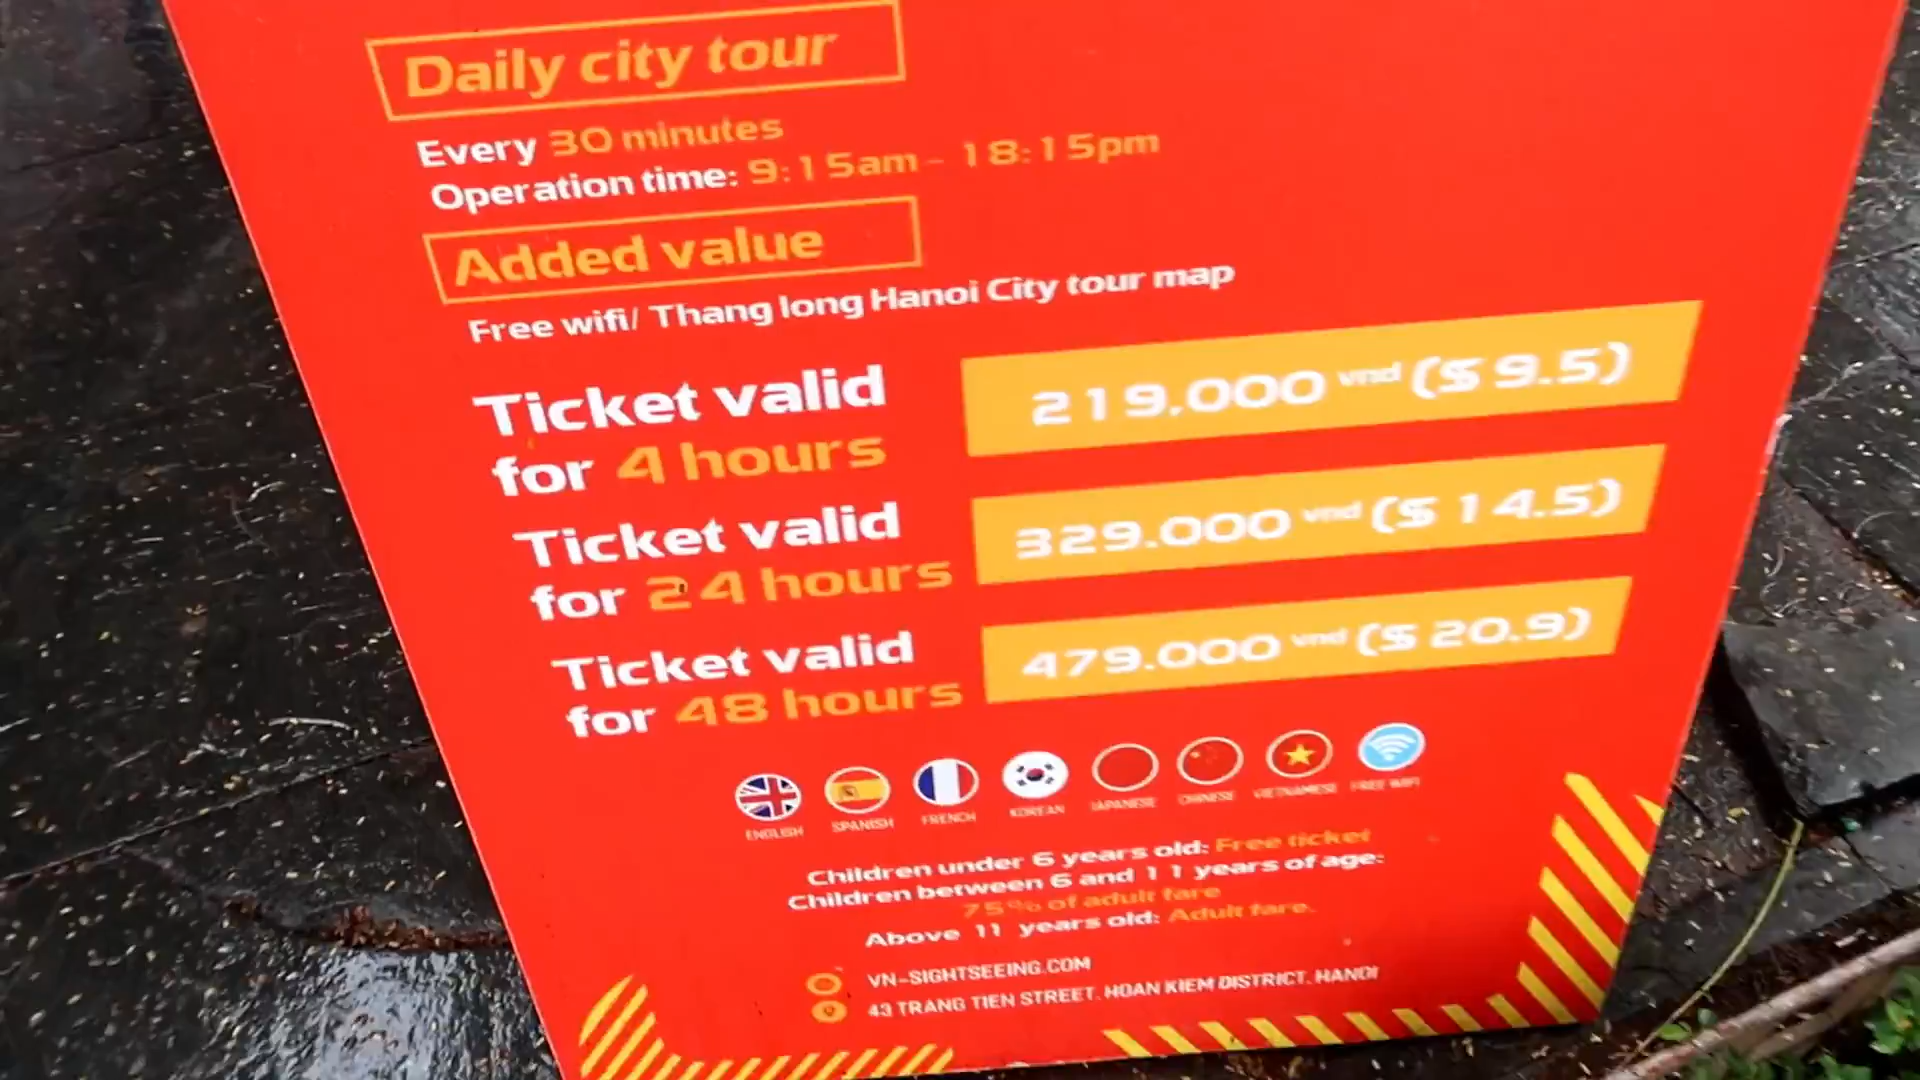 Daily city tour
Every 30 minutes
Operation time: 9:15am - 18:15pm
Added value
Free wifi/ Thang long Hanoi City tour map
Ticket valid
for 4 hours
219.000 vnd ($ 9.5)
Ticket valid
for 24 hours
329.000 vnd ($ 14.5)
Ticket valid
for 48 hours
479.000 vnd ($ 20.9)
ENGLISH SPANISH FRENCH KOREAN JAPANESE CHINESE VIETNAMESE FREE WIFI
Children under 6 years old: Free ticket
Children between 6 and 11 years of age:
75% of adult fare
Above 11 years old: Adult fare.
VN-SIGHTSEEING.COM
43 TRANG TIEN STREET, HOAN KIEM DISTRICT, HANOI